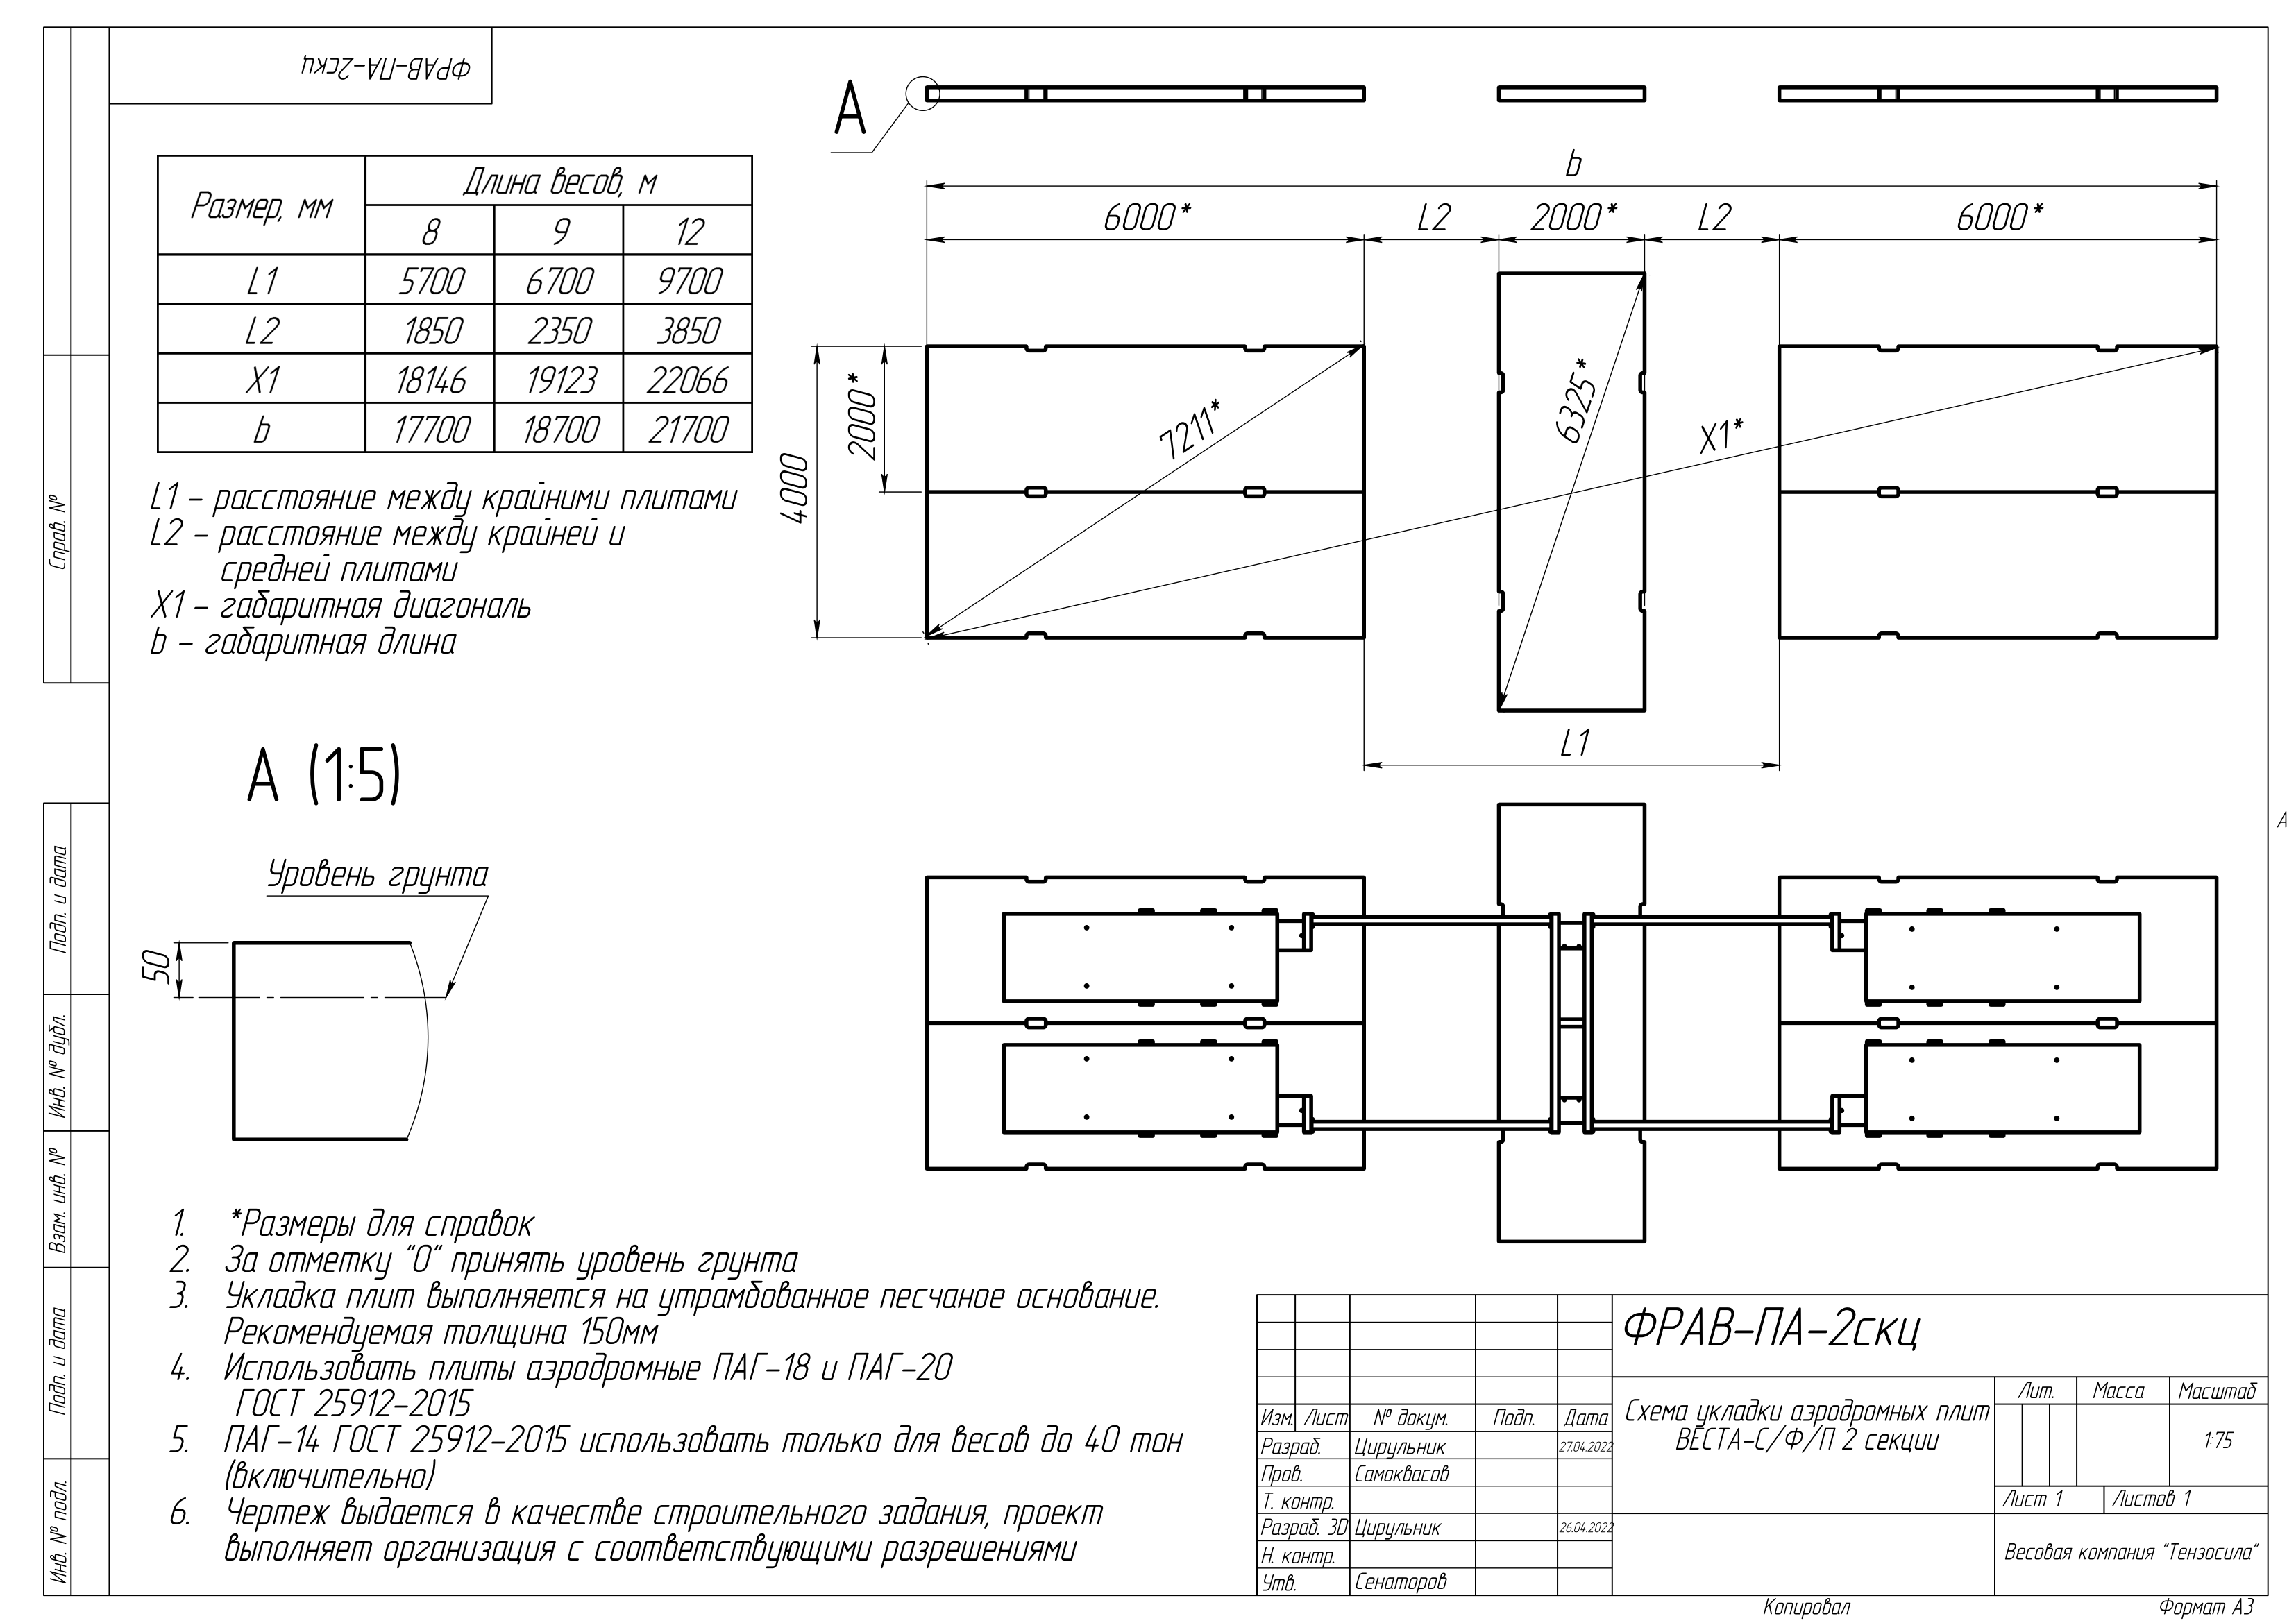 ФРАВ-ПА-2скц
Размер, мм
Длина весов, м
8 9 12
L1 5700 6700 9700
L2 1850 2350 3850
X1 18146 19123 22066
b 17700 18700 21700
L1 – расстояние между крайними плитами
L2 – расстояние между крайней и
средней плитами
X1 – габаритная диагональ
b – габаритная длина
А
b
6000* L2 2000* L2 6000*
4000
2000*
7211*
6325*
X1*
L1
А (1:5)
Уровень грунта
50
А
1. *Размеры для справок
2. За отметку "0" принять уровень грунта
3. Укладка плит выполняется на утрамбованное песчаное основание.
Рекомендуемая толщина 150мм
4. Использовать плиты аэродромные ПАГ-18 и ПАГ-20
ГОСТ 25912-2015
5. ПАГ-14 ГОСТ 25912-2015 использовать только для весов до 40 тон
(включительно)
6. Чертеж выдается в качестве строительного задания, проект
выполняет организация с соответствующими разрешениями
Справ. №
Подп. и дата
Инв. № дубл.
Взам. инв. №
Подп. и дата
Инв. № подл.
ФРАВ-ПА-2скц
Изм. Лист № докум. Подп. Дата
Разраб. Цирульник 27.04.2022
Пров. Самоквасов
Т. контр.
Разраб. 3D Цирульник 26.04.2022
Н. контр.
Утв. Сенаторов
Схема укладки аэродромных плит
ВЕСТА-С/Ф/П 2 секции
Лит. Масса Масштаб
1:75
Лист 1 Листов 1
Весовая компания "Тензосила"
Копировал Формат А3